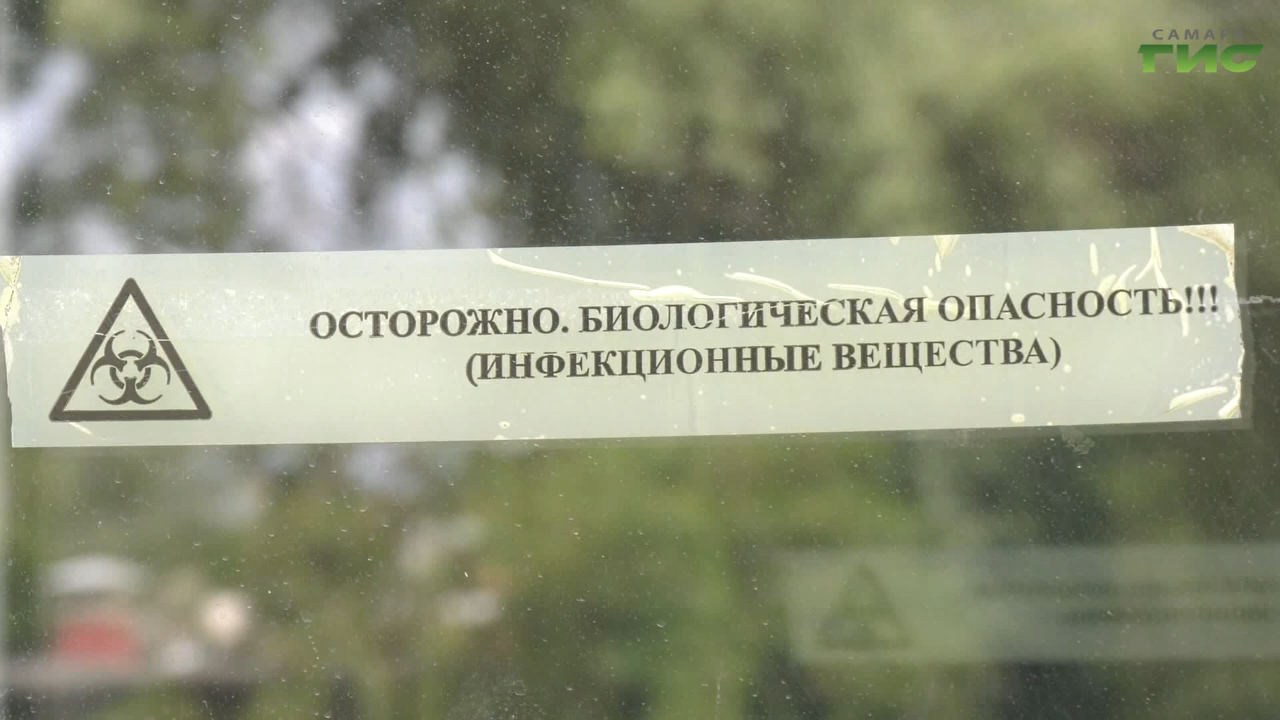 САМАРА
ГИС
ОСТОРОЖНО. БИОЛОГИЧЕСКАЯ ОПАСНОСТЬ!!!
(ИНФЕКЦИОННЫЕ ВЕЩЕСТВА)